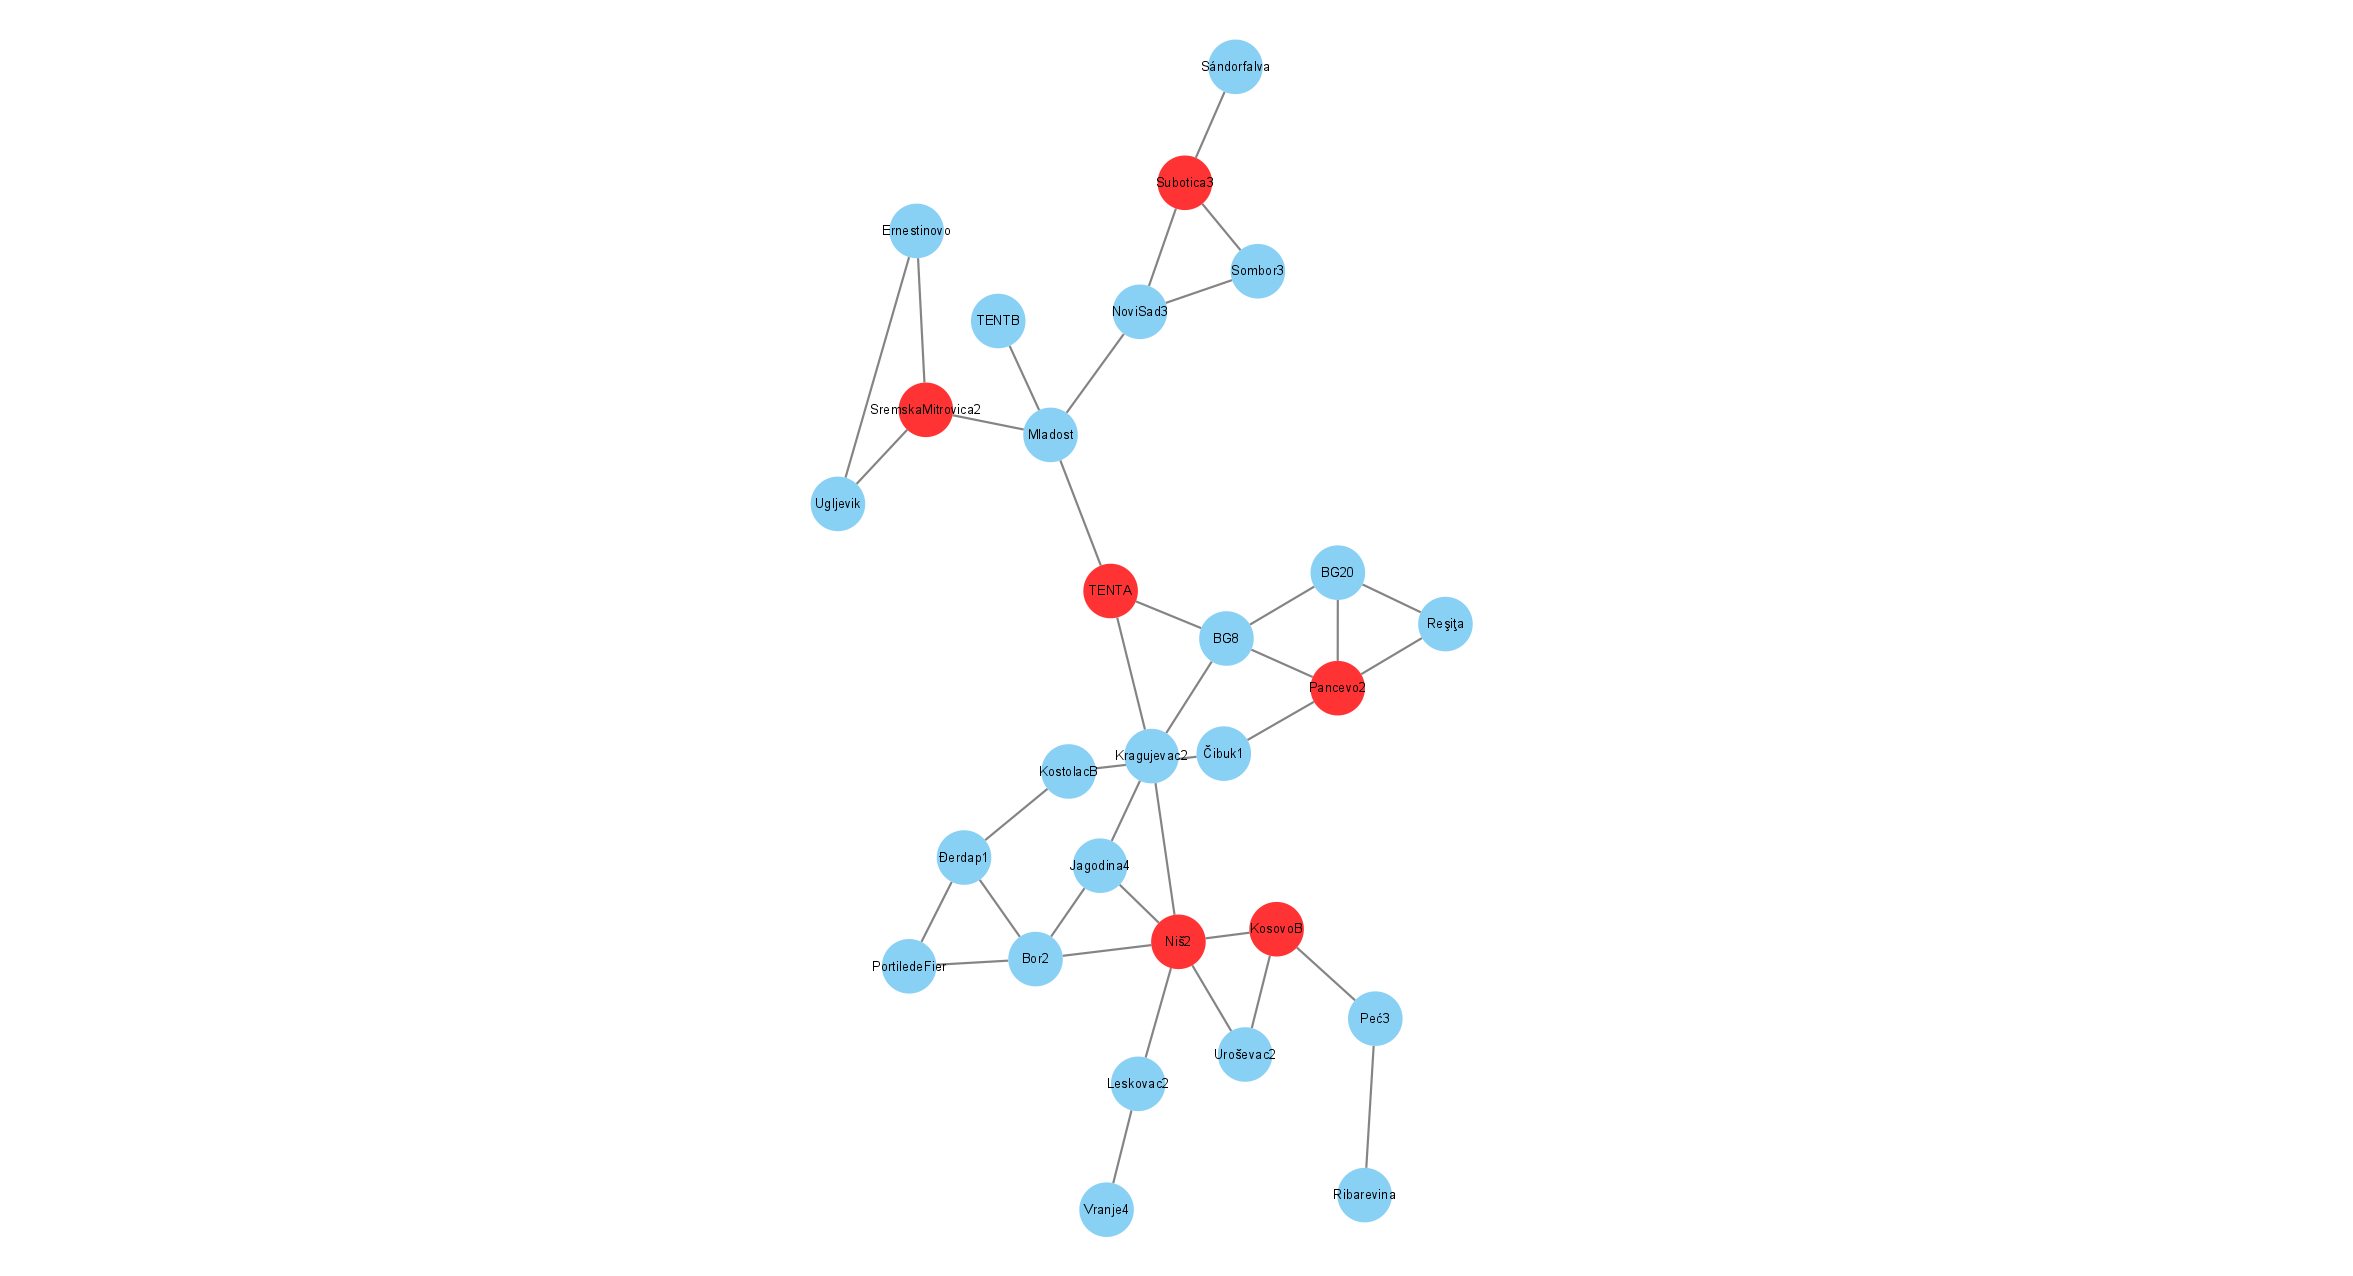 Sándorfalva
Subotica3
Ernestinovo
Sombor3
NoviSad3
TENTB
SremskaMitrovica2
Mladost
Ugljevik
BG20
TENTA
Reşiţa
BG8
Pancevo2
Kragujevac2
Čibuk1
KostolacB
Đerdap1
Jagodina4
KosovoB
Niš2
Bor2
PortiledeFier
Peć3
Uroševac2
Leskovac2
Ribarevina
Vranje4